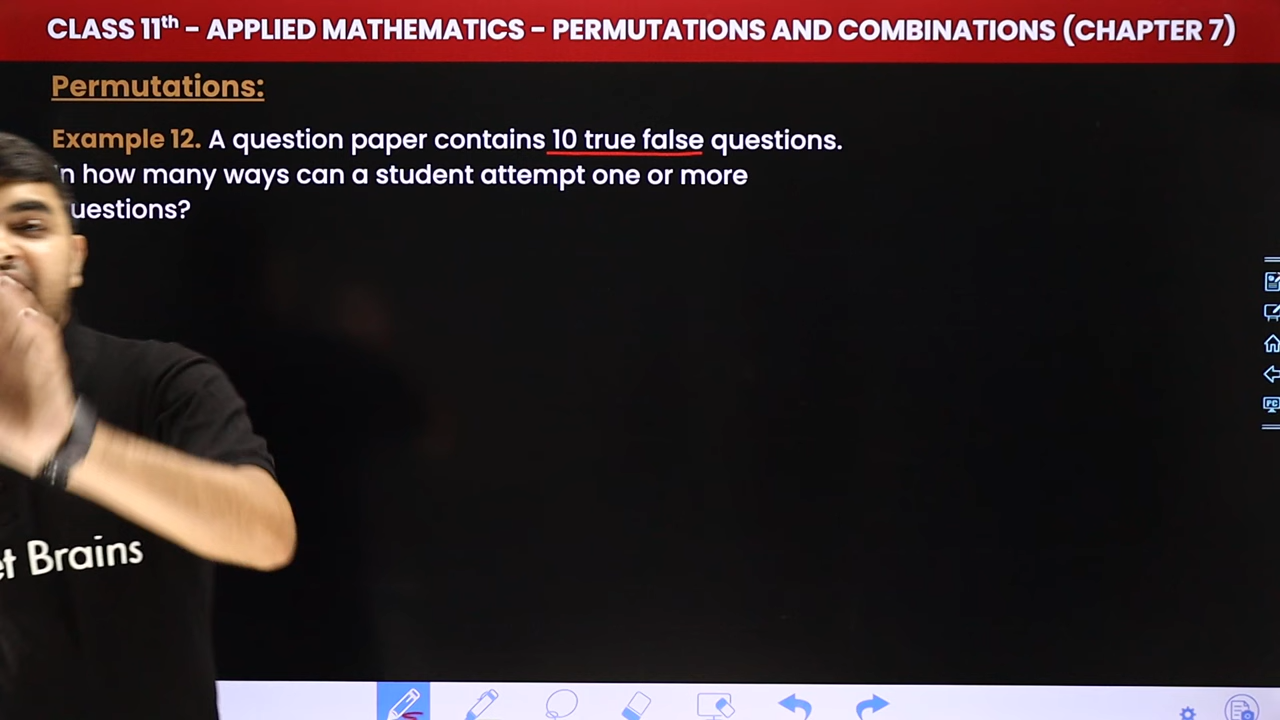 CLASS 11th – APPLIED MATHEMATICS – PERMUTATIONS AND COMBINATIONS (CHAPTER 7)
Permutations:
Example 12. A question paper contains 10 true false questions.
n how many ways can a student attempt one or more
uestions?
et Brains